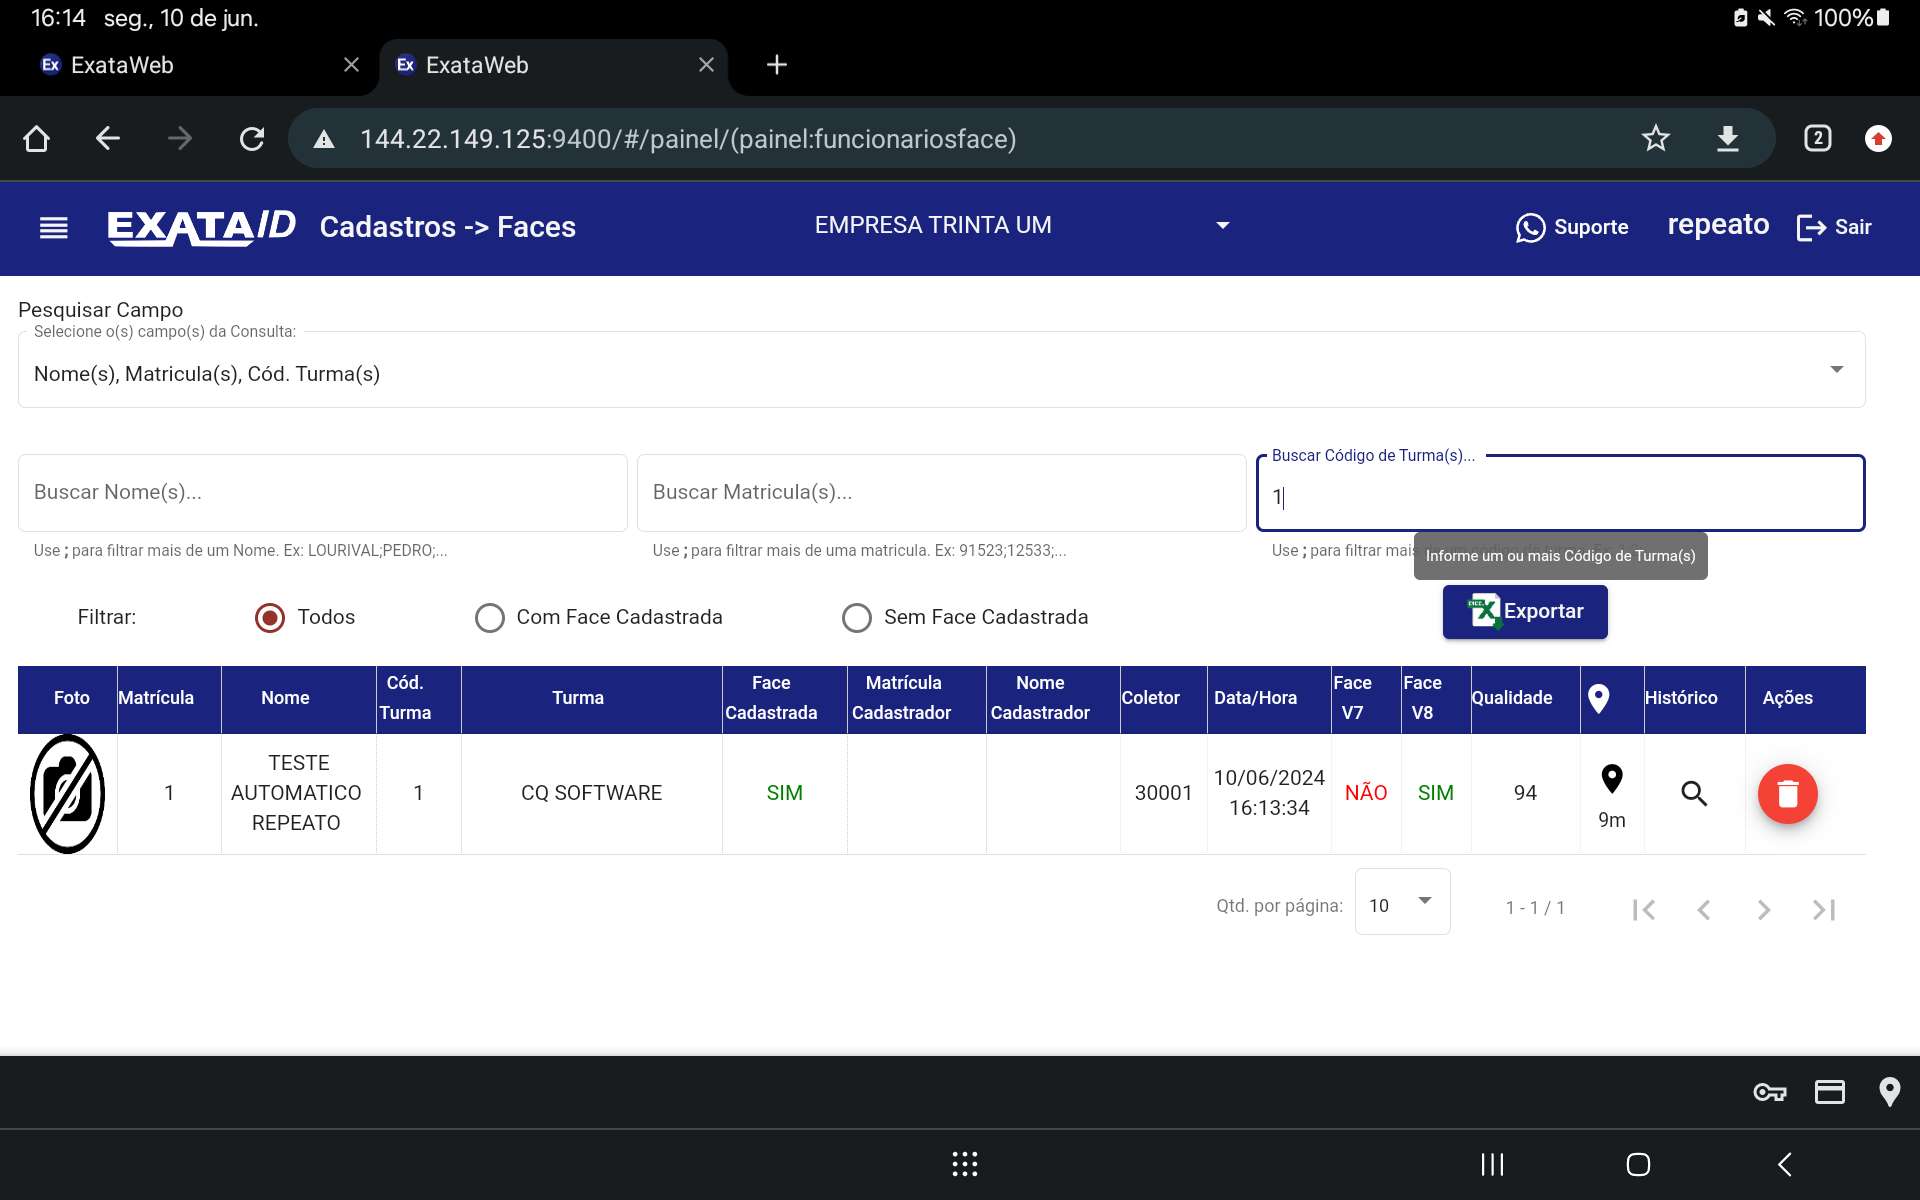 16:14 seg., 10 de jun.
100%
Ex ExataWeb
Ex ExataWeb
144.22.149.125:9400/#/painel/(painel:funcionariosface)
2
EXATA/ID Cadastros -> Faces
EMPRESA TRINTA UM
Suporte
repeato
Sair
Pesquisar Campo
Selecione o(s) campo(s) da Consulta:
Nome(s), Matricula(s), Cód. Turma(s)
Buscar Nome(s)...
Buscar Matricula(s)...
Buscar Código de Turma(s)...
1
Use ; para filtrar mais de um Nome. Ex: LOURIVAL;PEDRO;...
Use ; para filtrar mais de uma matricula. Ex: 91523;12533;...
Use ; para filtrar mais
Informe um ou mais Código de Turma(s)
Filtrar:
Todos
Com Face Cadastrada
Sem Face Cadastrada
Exportar
Foto
Matrícula
Nome
Cód. Turma
Turma
Face Cadastrada
Matrícula Cadastrador
Nome Cadastrador
Coletor
Data/Hora
Face V7
Face V8
Qualidade
Histórico
Ações
1
TESTE AUTOMATICO REPEATO
1
CQ SOFTWARE
SIM
30001
10/06/2024 16:13:34
NÃO
SIM
94
9m
Qtd. por página:
10
1 - 1 / 1